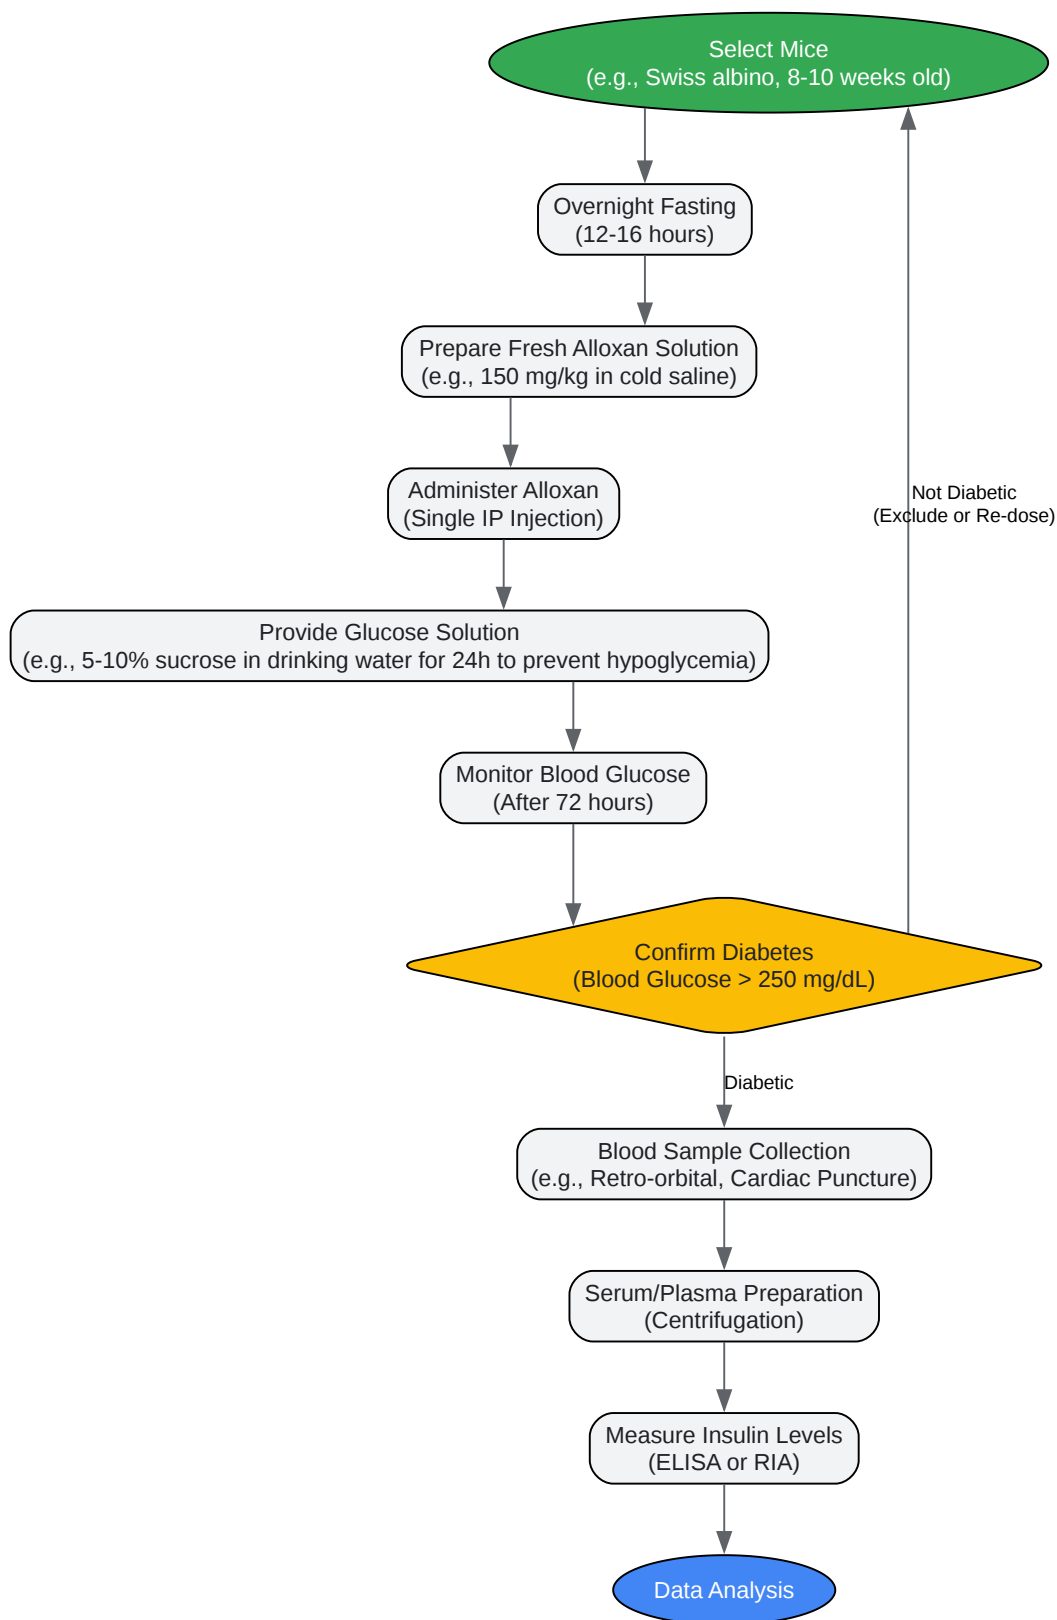 Select Mice
(e.g., Swiss albino, 8-10 weeks old)
Overnight Fasting
(12-16 hours)
Prepare Fresh Alloxan Solution
(e.g., 150 mg/kg in cold saline)
Administer Alloxan
(Single IP Injection)
Not Diabetic
(Exclude or Re-dose)
Provide Glucose Solution
(e.g., 5-10% sucrose in drinking water for 24h to prevent hypoglycemia)
Monitor Blood Glucose
(After 72 hours)
Confirm Diabetes
(Blood Glucose > 250 mg/dL)
Diabetic
Blood Sample Collection
(e.g., Retro-orbital, Cardiac Puncture)
Serum/Plasma Preparation
(Centrifugation)
Measure Insulin Levels
(ELISA or RIA)
Data Analysis